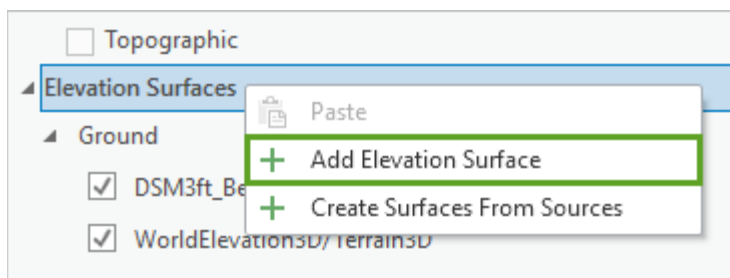 Topographic
Elevation Surfaces
Paste
Ground
Add Elevation Surface
DSM3ft_Be
Create Surfaces From Sources
WorldElevation3D/Terrain3D